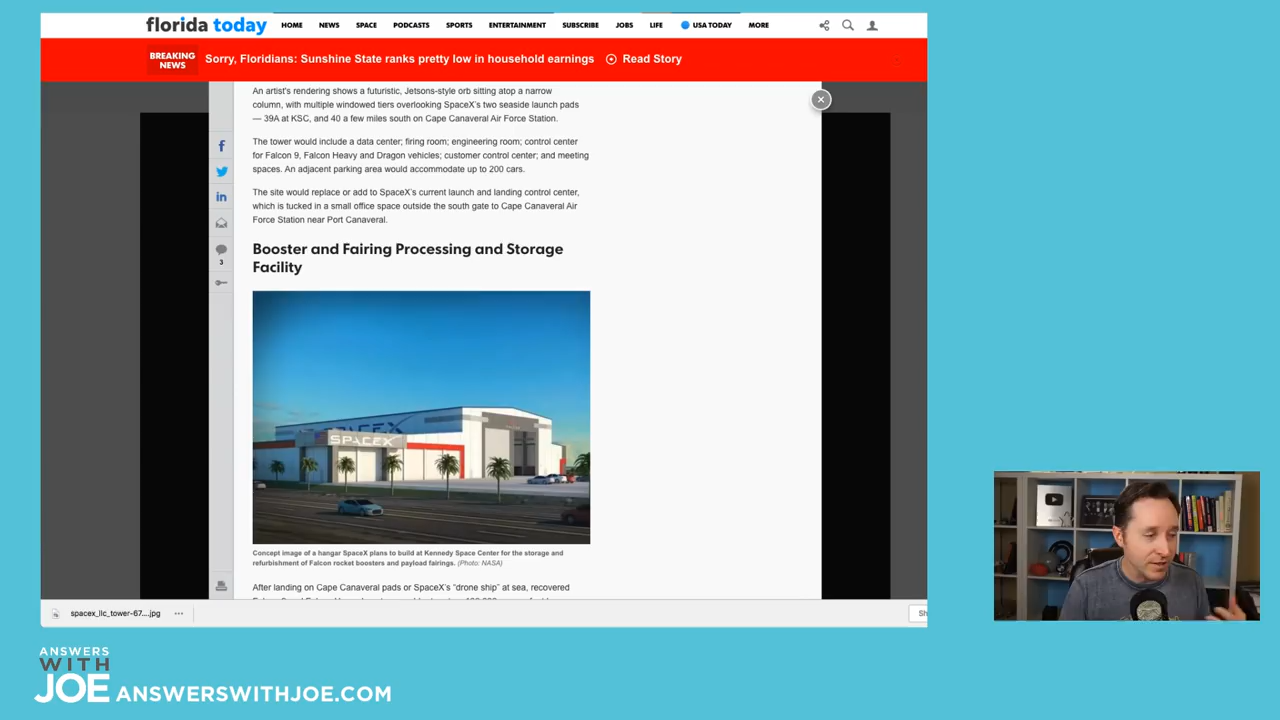 florida today
HOME NEWS SPACE PODCASTS SPORTS ENTERTAINMENT SUBSCRIBE JOBS LIFE USA TODAY MORE
BREAKING
NEWS
Sorry, Floridians: Sunshine State ranks pretty low in household earnings Read Story
An artist's rendering shows a futuristic, Jetsons-style orb sitting atop a narrow
column, with multiple windowed tiers overlooking SpaceX's two seaside launch pads
— 39A at KSC, and 40 a few miles south on Cape Canaveral Air Force Station.
The tower would include a data center; firing room; engineering room; control center
for Falcon 9, Falcon Heavy and Dragon vehicles; customer control center; and meeting
spaces. An adjacent parking area would accommodate up to 200 cars.
The site would replace or add to SpaceX's current launch and landing control center,
which is tucked in a small office space outside the south gate to Cape Canaveral Air
Force Station near Port Canaveral.
3
Booster and Fairing Processing and Storage
Facility
SPACEX
SPACEX
Concept image of a hangar SpaceX plans to build at Kennedy Space Center for the storage and
refurbishment of Falcon rocket boosters and payload fairings. (Photo: NASA)
After landing on Cape Canaveral pads or SpaceX's "drone ship" at sea, recovered
spacex_llc_tower-67....jpg
Sh
ANSWERS
WITH
JOE
ANSWERSWITHJOE.COM